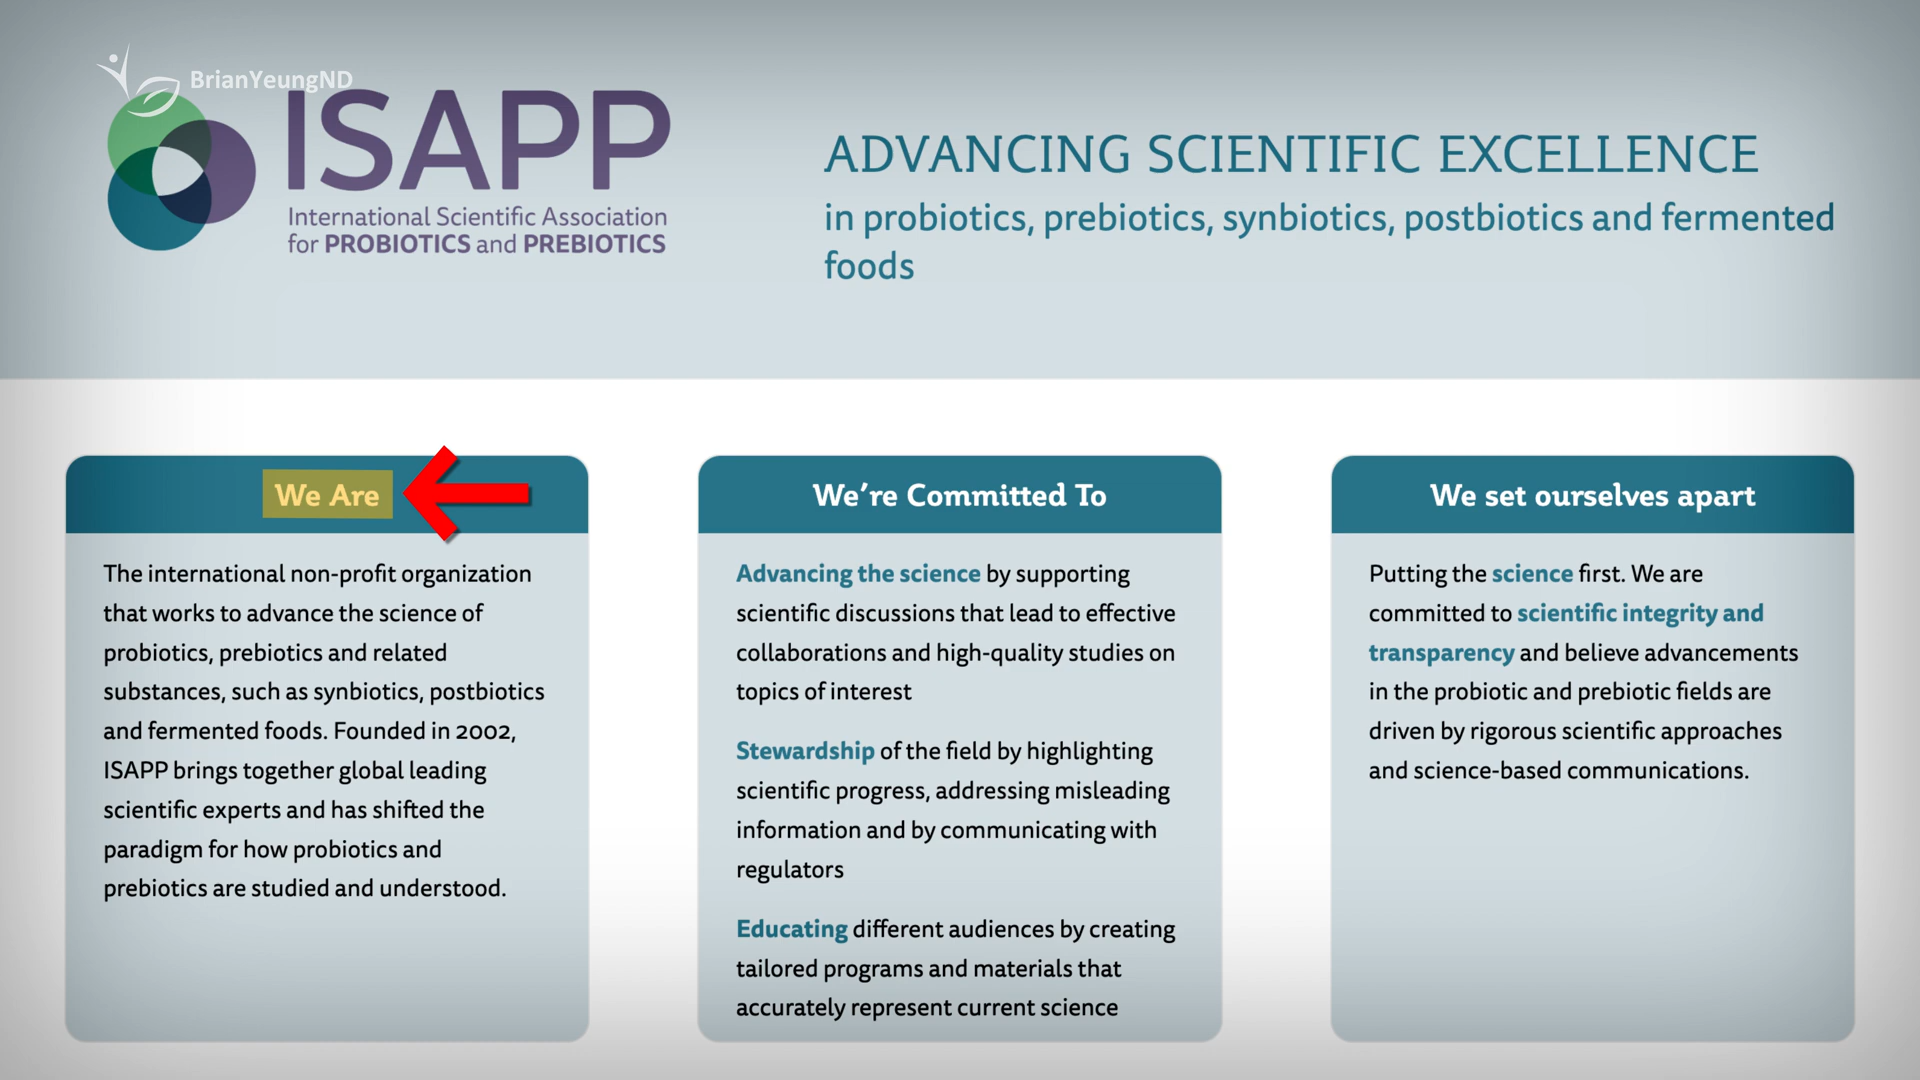 BrianYeungND
ISAPP
International Scientific Association
for PROBIOTICS and PREBIOTICS
ADVANCING SCIENTIFIC EXCELLENCE
in probiotics, prebiotics, synbiotics, postbiotics and fermented
foods
We Are
The international non-profit organization
that works to advance the science of
probiotics, prebiotics and related
substances, such as synbiotics, postbiotics
and fermented foods. Founded in 2002,
ISAPP brings together global leading
scientific experts and has shifted the
paradigm for how probiotics and
prebiotics are studied and understood.
We're Committed To
Advancing the science by supporting
scientific discussions that lead to effective
collaborations and high-quality studies on
topics of interest
Stewardship of the field by highlighting
scientific progress, addressing misleading
information and by communicating with
regulators
Educating different audiences by creating
tailored programs and materials that
accurately represent current science
We set ourselves apart
Putting the science first. We are
committed to scientific integrity and
transparency and believe advancements
in the probiotic and prebiotic fields are
driven by rigorous scientific approaches
and science-based communications.